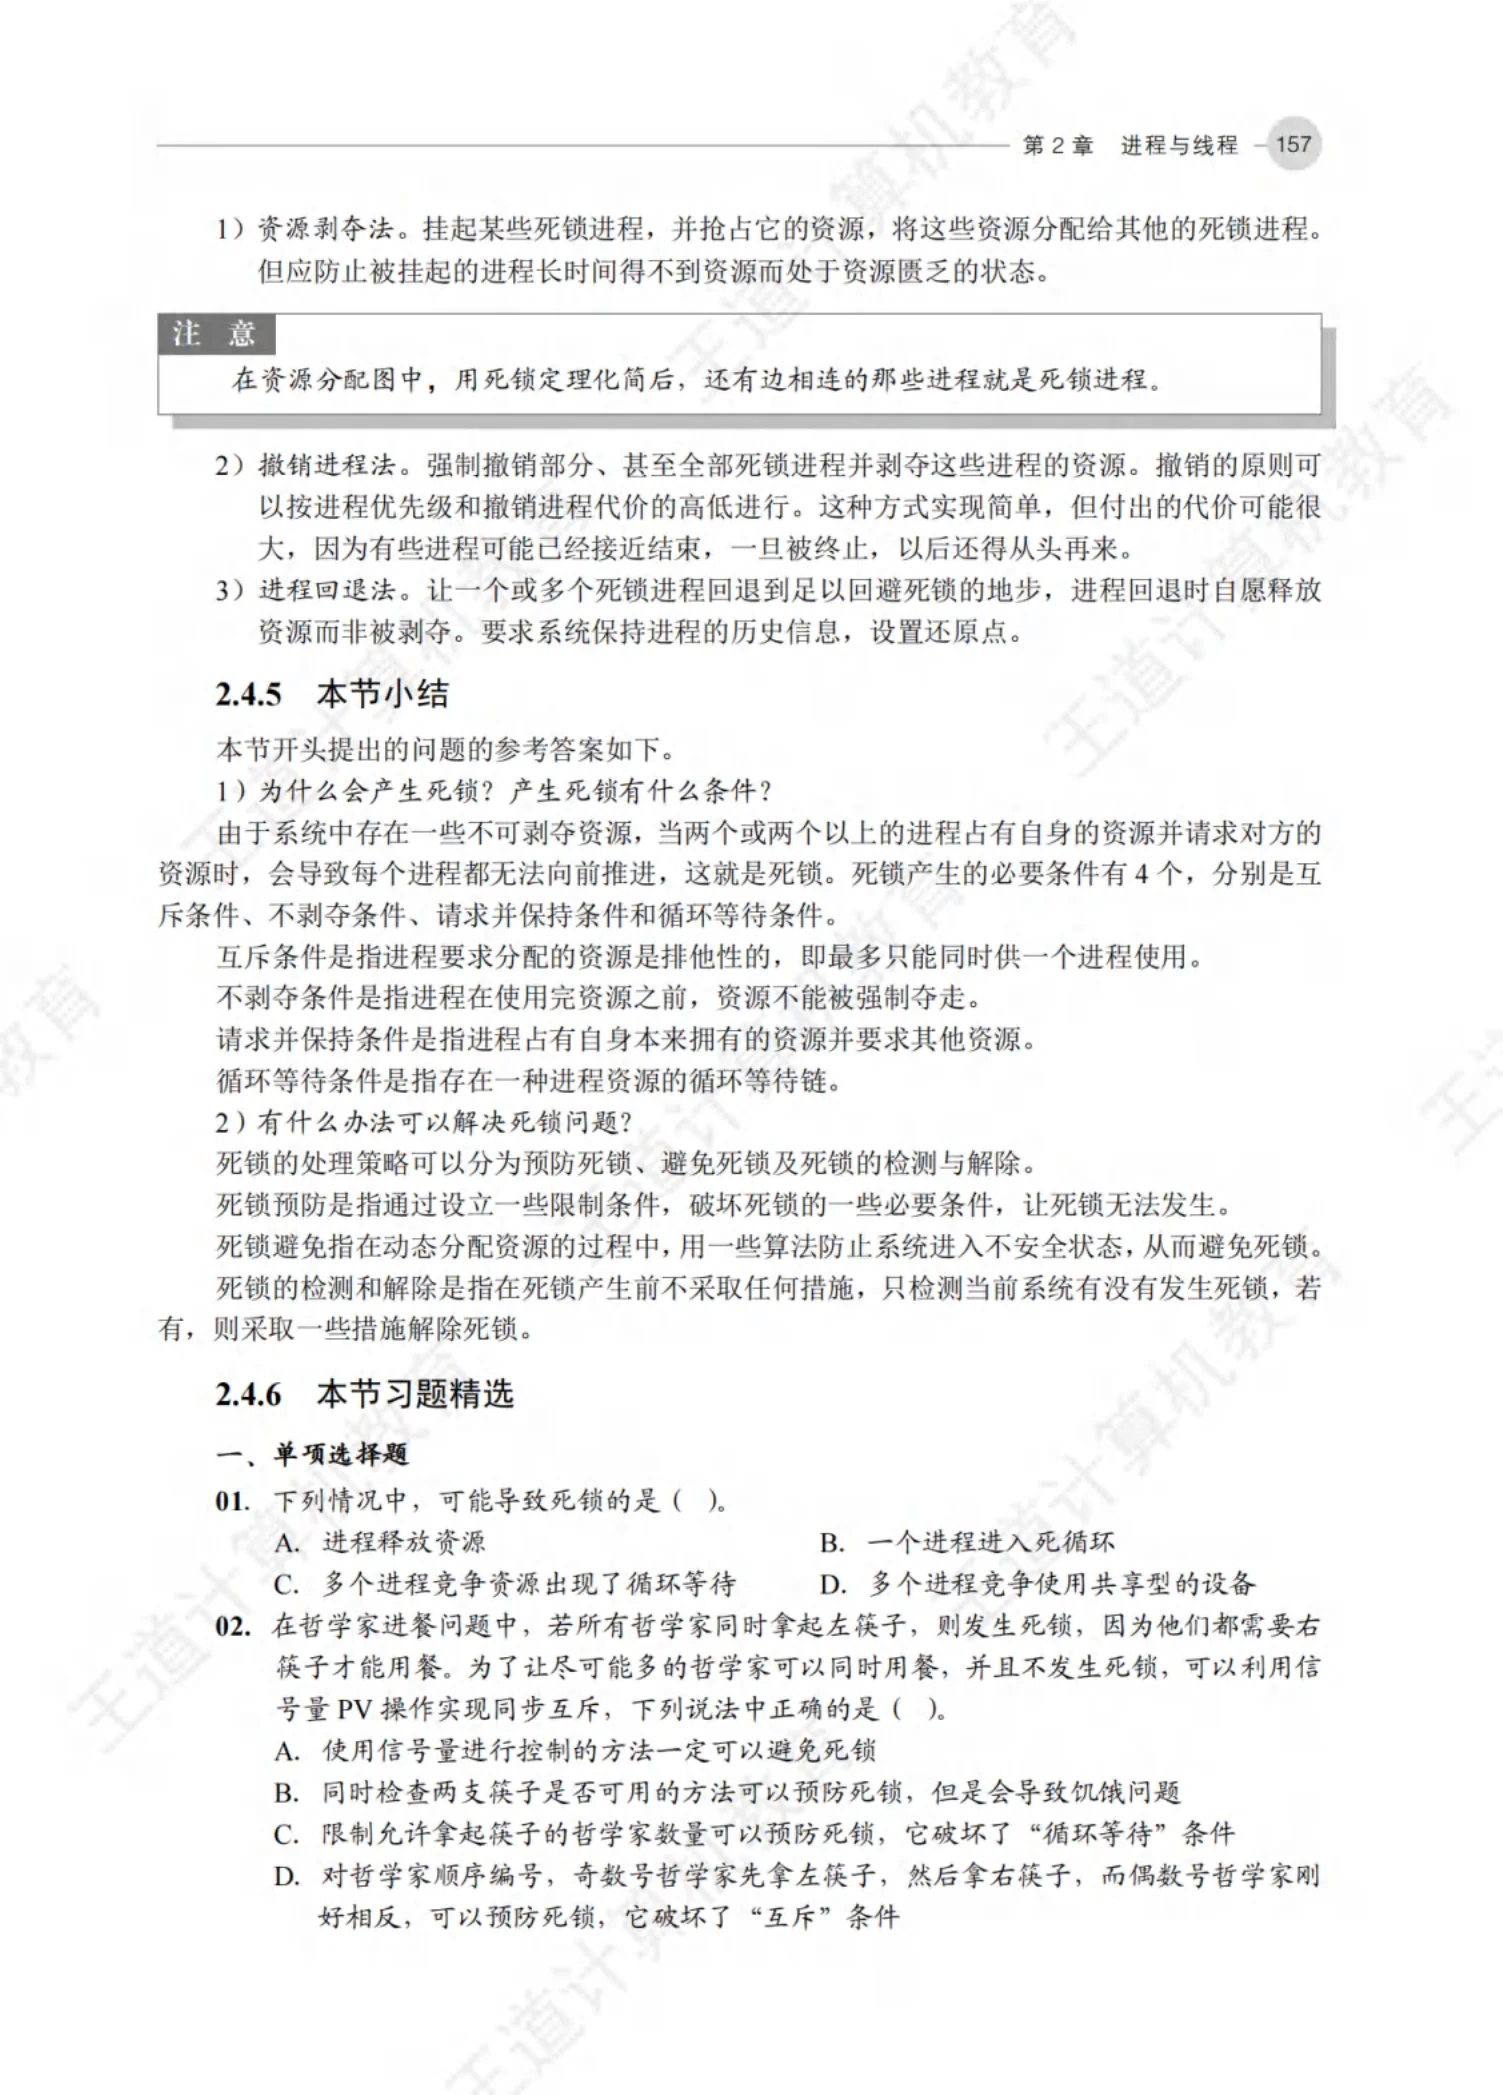 第 2 章 进程与线程 157
1）资源剥夺法。挂起某些死锁进程，并抢占它的资源，将这些资源分配给其他的死锁进程。
但应防止被挂起的进程长时间得不到资源而处于资源匮乏的状态。
注 意
在资源分配图中，用死锁定理化简后，还有边相连的那些进程就是死锁进程。
2）撤销进程法。强制撤销部分、甚至全部死锁进程并剥夺这些进程的资源。撤销的原则可
以按进程优先级和撤销进程代价的高低进行。这种方式实现简单，但付出的代价可能很
大，因为有些进程可能已经接近结束，一旦被终止，以后还得从头再来。
3）进程回退法。让一个或多个死锁进程回退到足以回避死锁的地步，进程回退时自愿释放
资源而非被剥夺。要求系统保持进程的历史信息，设置还原点。
2.4.5 本节小结
本节开头提出的问题的参考答案如下。
1）为什么会产生死锁？产生死锁有什么条件？
由于系统中存在一些不可剥夺资源，当两个或两个以上的进程占有自身的资源并请求对方的
资源时，会导致每个进程都无法向前推进，这就是死锁。死锁产生的必要条件有 4 个，分别是互
斥条件、不剥夺条件、请求并保持条件和循环等待条件。
互斥条件是指进程要求分配的资源是排他性的，即最多只能同时供一个进程使用。
不剥夺条件是指进程在使用完资源之前，资源不能被强制夺走。
请求并保持条件是指进程占有自身本来拥有的资源并要求其他资源。
循环等待条件是指存在一种进程资源的循环等待链。
2）有什么办法可以解决死锁问题？
死锁的处理策略可以分为预防死锁、避免死锁及死锁的检测与解除。
死锁预防是指通过设立一些限制条件，破坏死锁的一些必要条件，让死锁无法发生。
死锁避免指在动态分配资源的过程中，用一些算法防止系统进入不安全状态，从而避免死锁。
死锁的检测和解除是指在死锁产生前不采取任何措施，只检测当前系统有没有发生死锁，若
有，则采取一些措施解除死锁。
2.4.6 本节习题精选
一、单项选择题
01. 下列情况中，可能导致死锁的是（ ）。
A. 进程释放资源 B. 一个进程进入死循环
C. 多个进程竞争资源出现了循环等待 D. 多个进程竞争使用共享型的设备
02. 在哲学家进餐问题中，若所有哲学家同时拿起左筷子，则发生死锁，因为他们都需要右
筷子才能用餐。为了让尽可能多的哲学家可以同时用餐，并且不发生死锁，可以利用信
号量 PV 操作实现同步互斥，下列说法中正确的是（ ）。
A. 使用信号量进行控制的方法一定可以避免死锁
B. 同时检查两支筷子是否可用的方法可以预防死锁，但是会导致饥饿问题
C. 限制允许拿起筷子的哲学家数量可以预防死锁，它破坏了“循环等待”条件
D. 对哲学家顺序编号，奇数号哲学家先拿左筷子，然后拿右筷子，而偶数号哲学家刚
好相反，可以预防死锁，它破坏了“互斥”条件
王道计算机教育
王道计算机教育
王道计算机教育
王道计算机教育
王道计算机教育
王道计算机教育
王道计算机教育